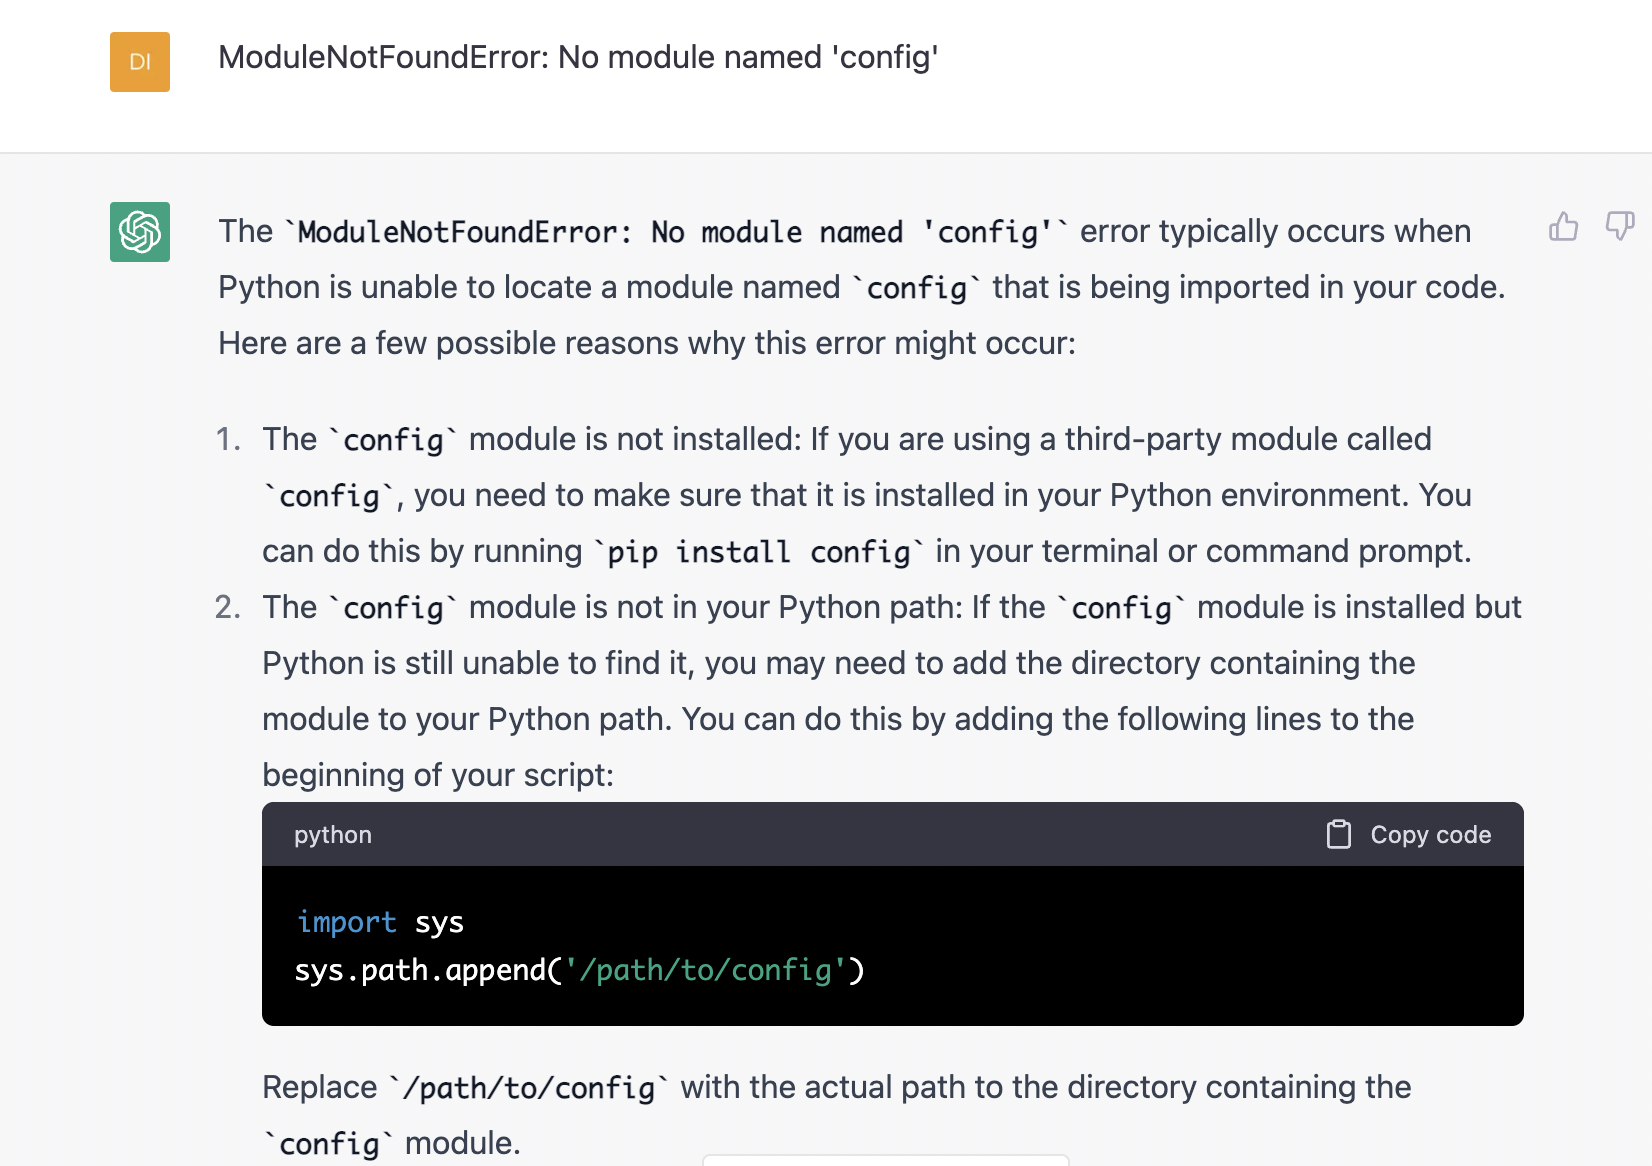 DI
ModuleNotFoundError: No module named 'config'
The `ModuleNotFoundError: No module named 'config'` error typically occurs when
Python is unable to locate a module named `config` that is being imported in your code.
Here are a few possible reasons why this error might occur:
1. The `config` module is not installed: If you are using a third-party module called
`config`, you need to make sure that it is installed in your Python environment. You
can do this by running `pip install config` in your terminal or command prompt.
2. The `config` module is not in your Python path: If the `config` module is installed but
Python is still unable to find it, you may need to add the directory containing the
module to your Python path. You can do this by adding the following lines to the
beginning of your script:
python Copy code
import sys
sys.path.append('/path/to/config')
Replace `/path/to/config` with the actual path to the directory containing the
`config` module.